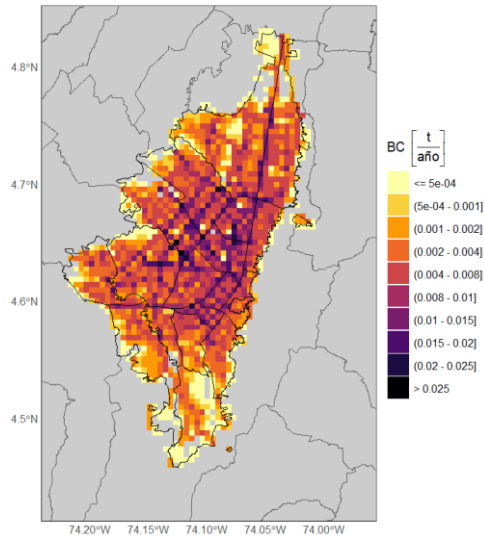 4.8°N
4.7°N
4.6°N
4.5°N
74.20°W 74.15°W 74.10°W 74.05°W 74.00°W
BC [t/año]
<= 5e-04
(5e-04 - 0.001]
(0.001 - 0.002]
(0.002 - 0.004]
(0.004 - 0.008]
(0.008 - 0.01]
(0.01 - 0.015]
(0.015 - 0.02]
(0.02 - 0.025]
> 0.025